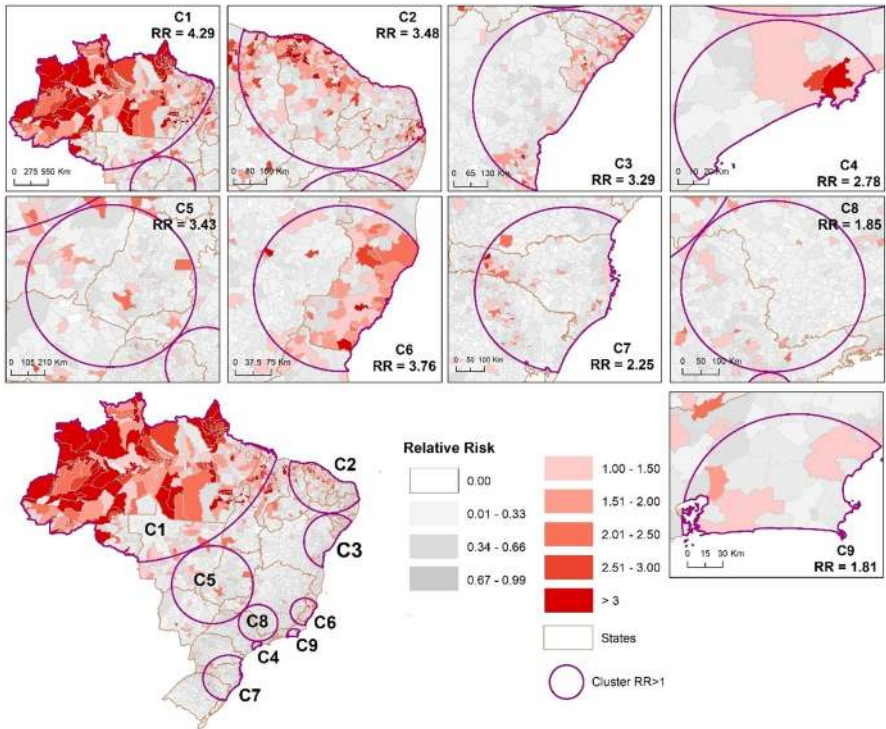 C1
RR = 4.29
0 275 550 Km
C2
RR = 3.48
0 80 160 Km
C3
RR = 3.29
0 65 130 Km
C4
RR = 2.78
0 10 20 Km
C5
RR = 3.43
0 105 210 Km
C6
RR = 3.76
0 37.5 75 Km
C7
RR = 2.25
0 50 100 Km
C8
RR = 1.85
0 50 100 Km
C1
C2
C3
C5
C8
C6
C9
C4
C7
Relative Risk
0.00
0.01 - 0.33
0.34 - 0.66
0.67 - 0.99
1.00 - 1.50
1.51 - 2.00
2.01 - 2.50
2.51 - 3.00
> 3
States
Cluster RR>1
0 15 30 Km
C9
RR = 1.81